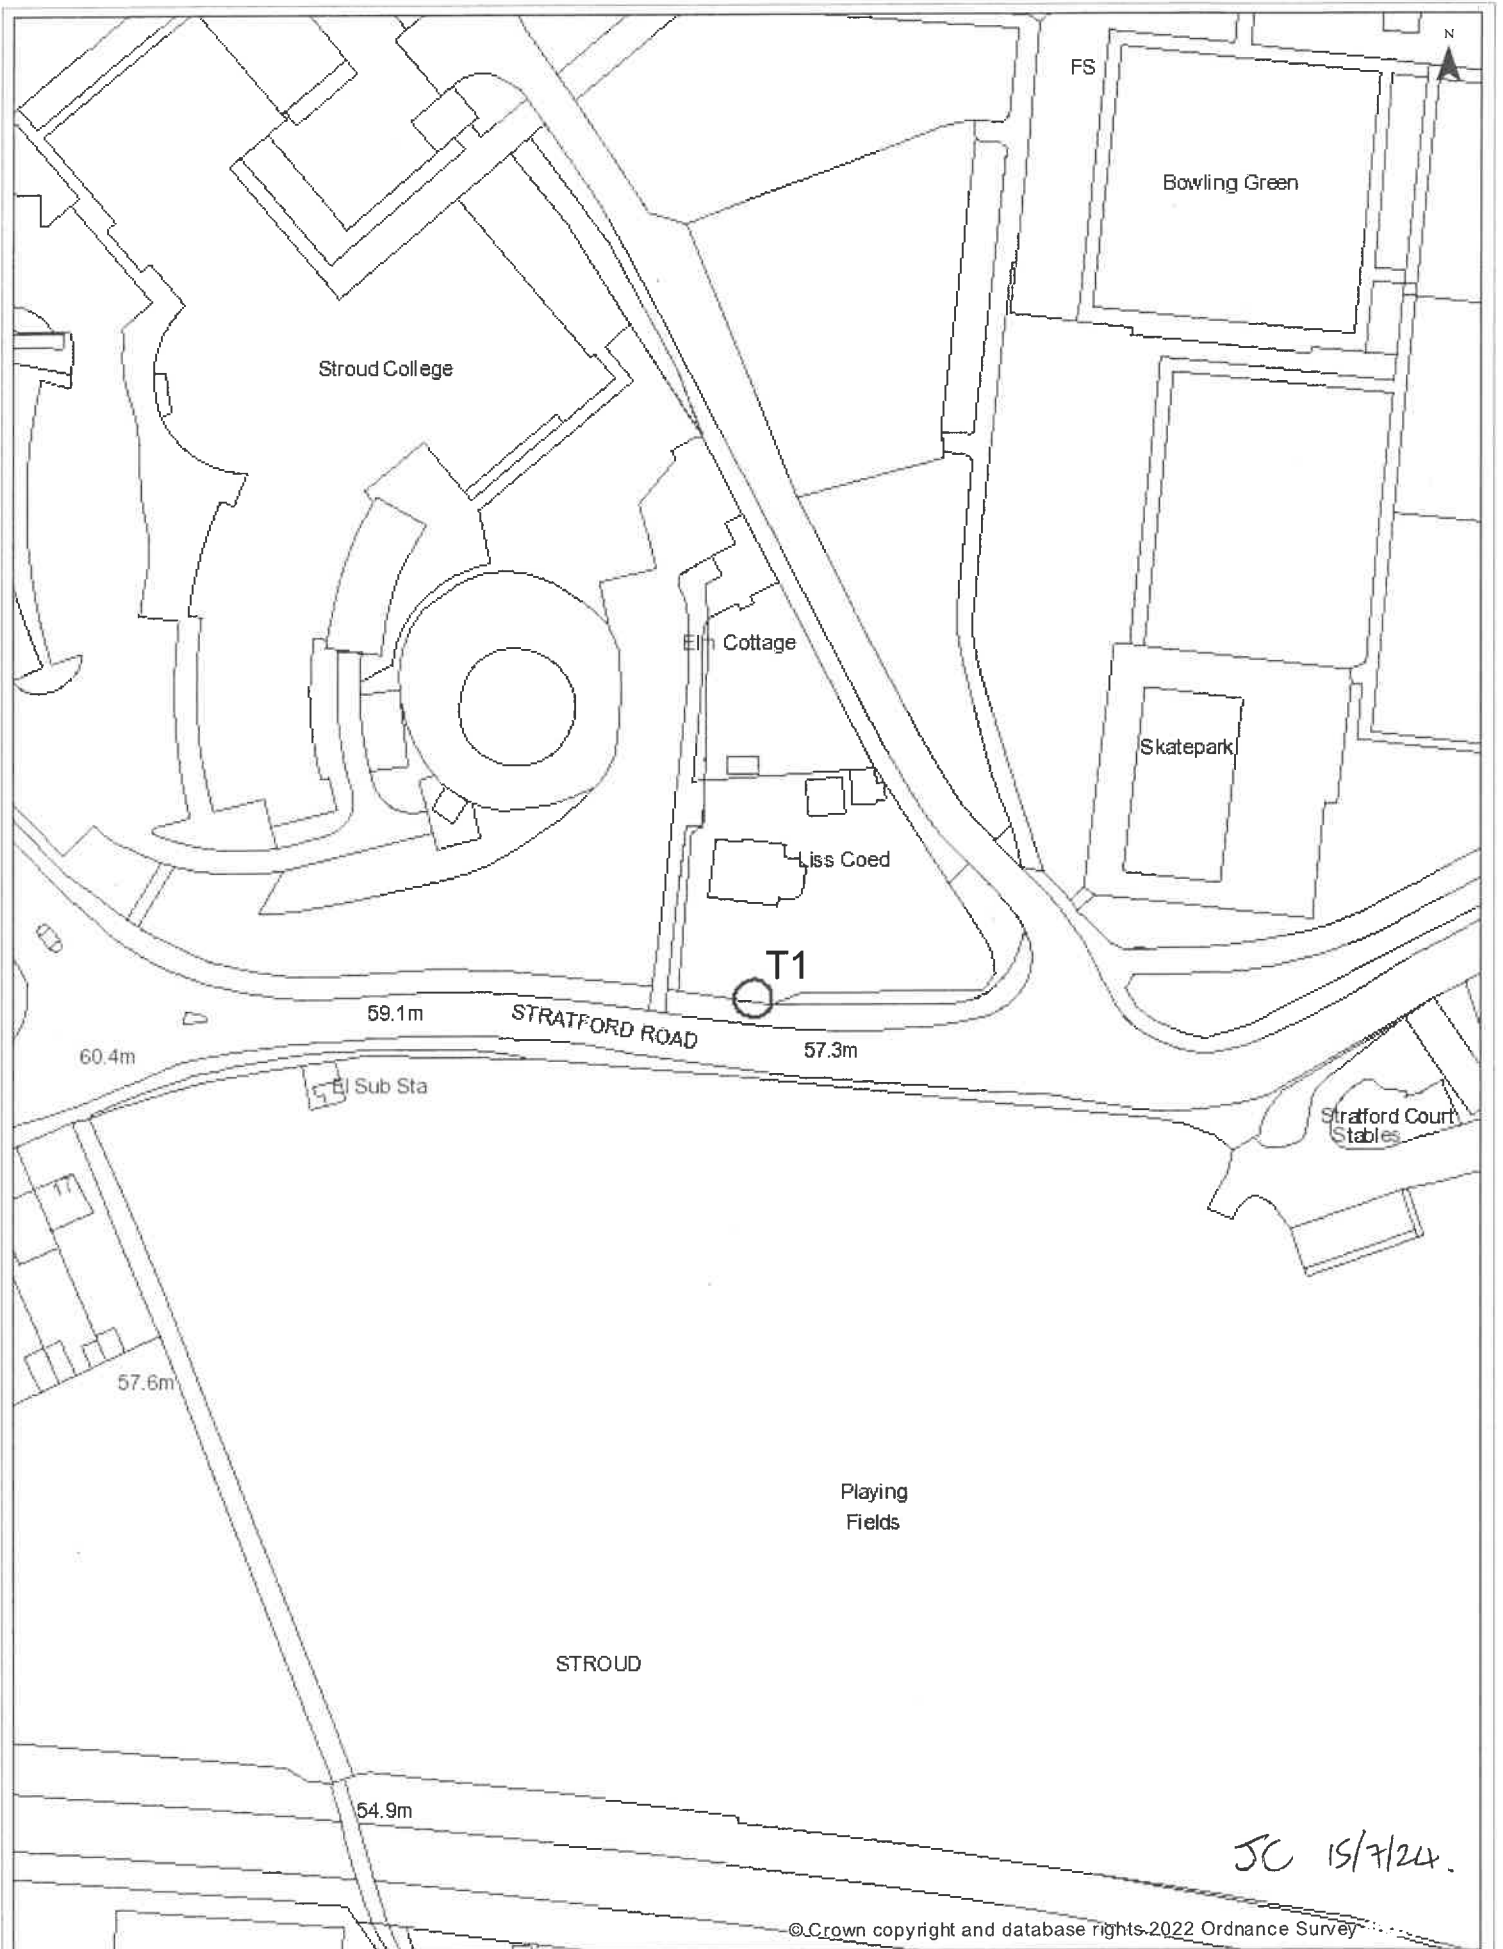 N
FS
Bowling Green
Stroud College
Elm Cottage
Skatepark
Liss Coed
T1
59.1m
STRATFORD ROAD
57.3m
60.4m
El Sub Sta
Stratford Court
Stables
17
57.6m
Playing
Fields
STROUD
54.9m
JC 15/7/24.
© Crown copyright and database rights 2022 Ordnance Survey